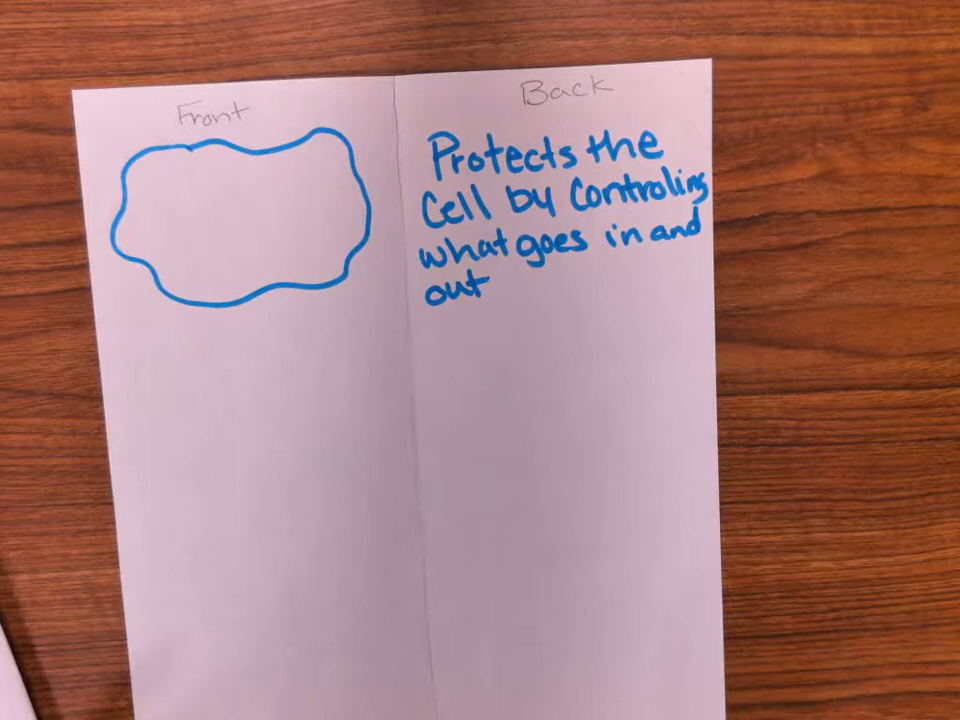 Front
Back
Protects the
Cell by Controling
what goes in and
out